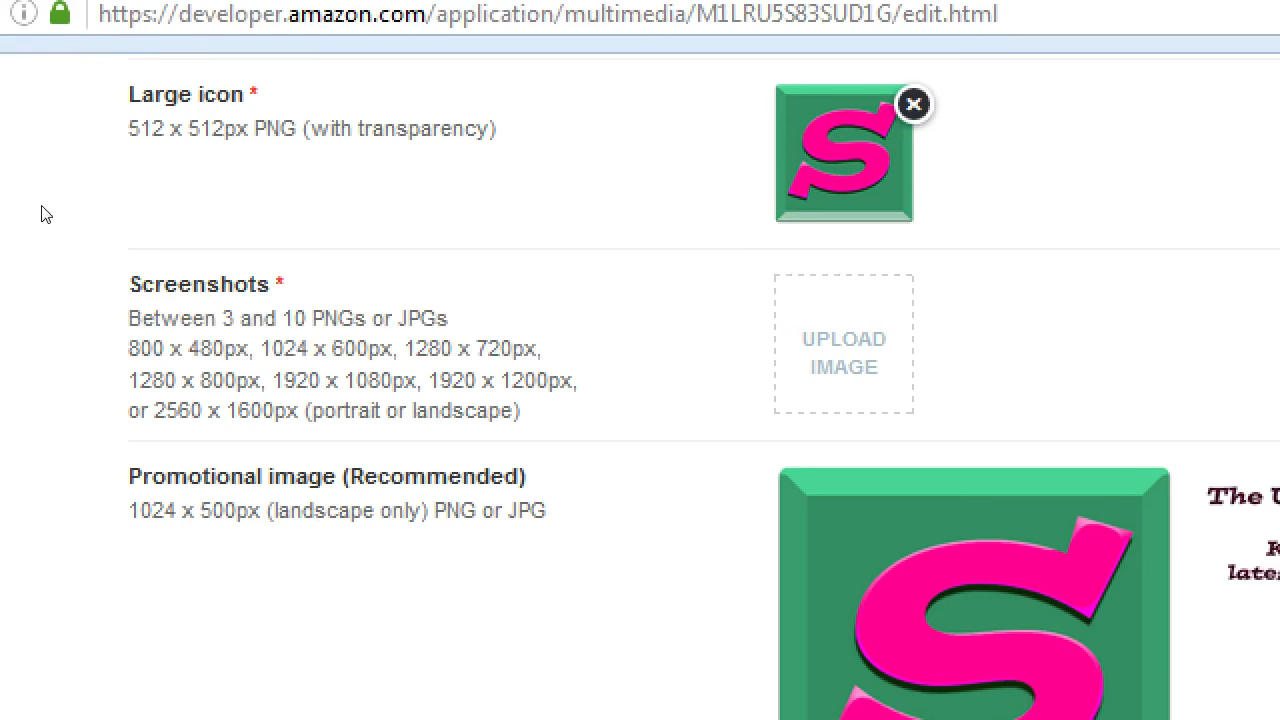 https://developer.amazon.com/application/multimedia/M1LRU5S83SUD1G/edit.html
Large icon *
512 x 512px PNG (with transparency)
S
Screenshots *
Between 3 and 10 PNGs or JPGs
800 x 480px, 1024 x 600px, 1280 x 720px,
1280 x 800px, 1920 x 1080px, 1920 x 1200px,
or 2560 x 1600px (portrait or landscape)
UPLOAD
IMAGE
Promotional image (Recommended)
1024 x 500px (landscape only) PNG or JPG
S
The